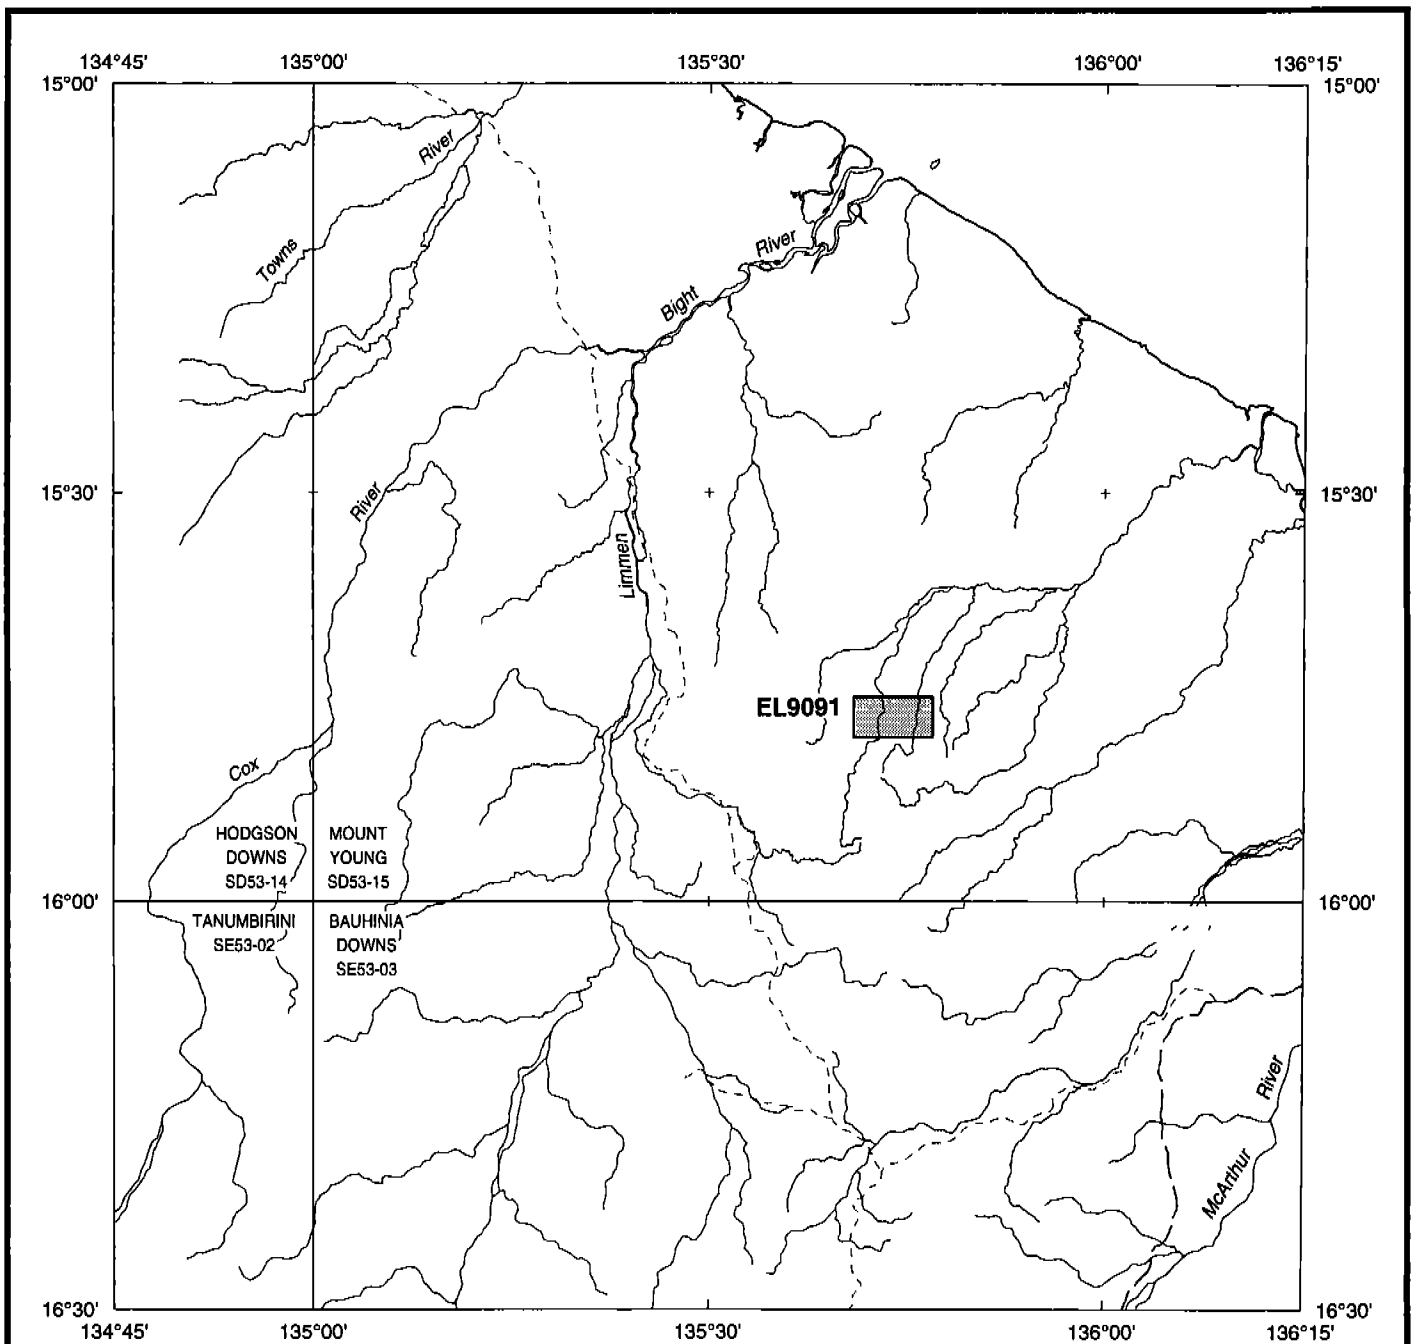 134°45' 135°00' 135°30' 136°00' 136°15'
15°00' 15°00'
River
Towns
River
Bight
15°30' 15°30'
River
Limmen
EL9091
Cox
HODGSON
DOWNS
SD53-14
MOUNT
YOUNG
SD53-15
16°00' 16°00'
TANUMBIRINI
SE53-02
BAUHINIA
DOWNS
SE53-03
River
McArthur
16°30' 16°30'
134°45' 135°00' 135°30' 136°00' 136°15'